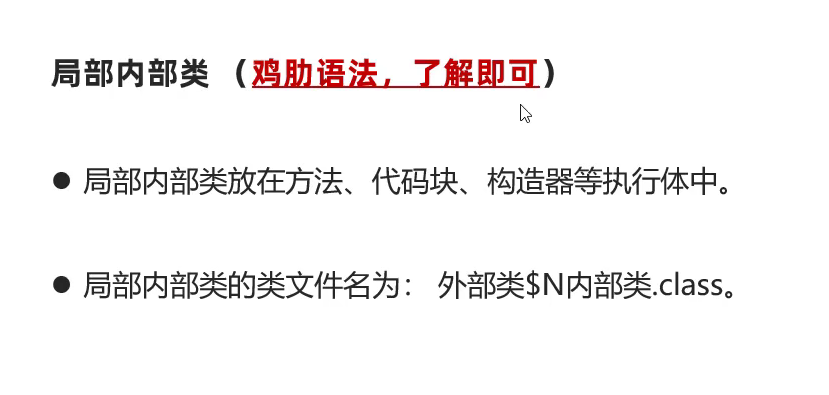 局部内部类 （鸡肋语法，了解即可）
● 局部内部类放在方法、代码块、构造器等执行体中。
● 局部内部类的类文件名为： 外部类$N内部类.class。